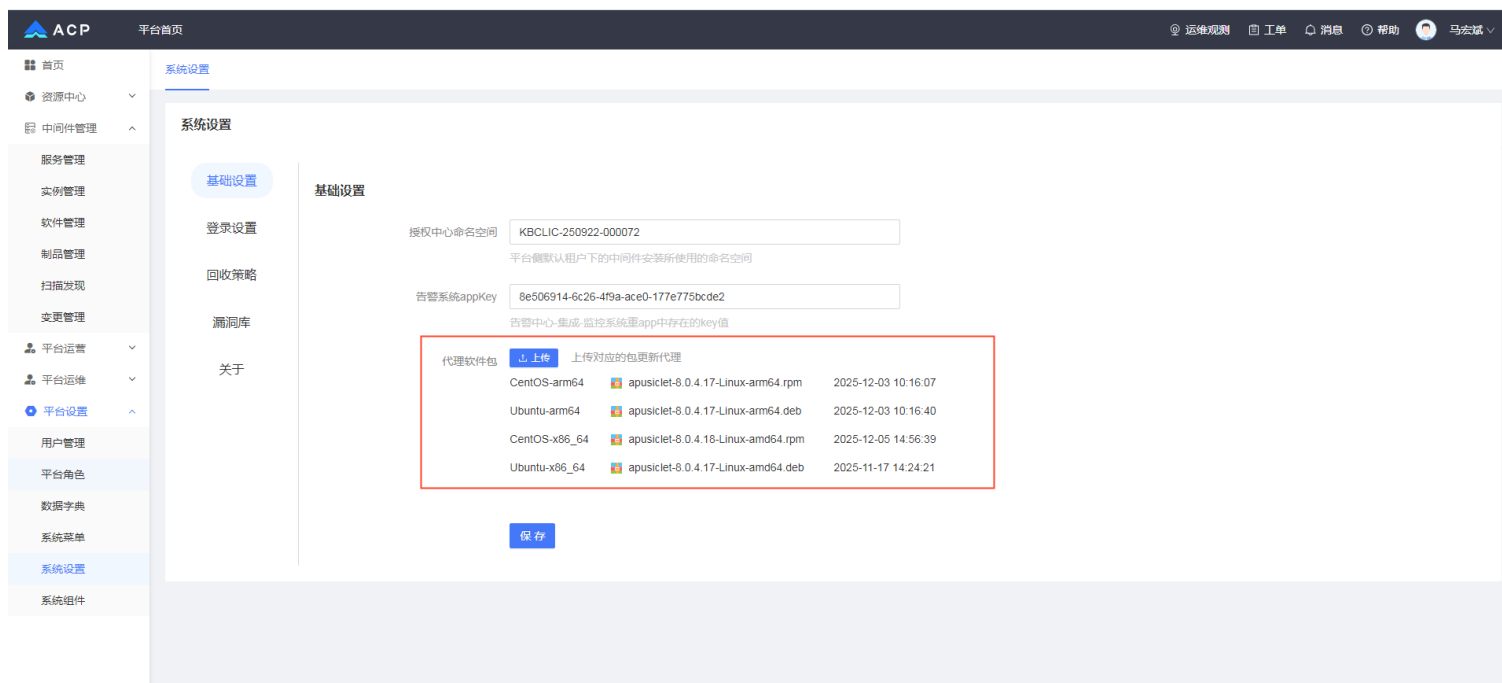 ACP 平台首页 运维观测 工单 消息 帮助 马宏斌
首页
资源中心
中间件管理
服务管理
实例管理
软件管理
制品管理
扫描发现
变更管理
平台运营
平台运维
平台设置
用户管理
平台角色
数据字典
系统菜单
系统设置
系统组件
系统设置
系统设置
基础设置
登录设置
回收策略
漏洞库
关于
基础设置
授权中心命名空间 KBCLIC-250922-000072
平台侧默认租户下的中间件安装所使用的命名空间
告警系统appKey 8e506914-6c26-4f9a-ace0-177e775bcde2
告警中心-集成-监控系统重app中存在的key值
代理软件包 上传 上传对应的包更新代理
CentOS-arm64 apusiclet-8.0.4.17-Linux-arm64.rpm 2025-12-03 10:16:07
Ubuntu-arm64 apusiclet-8.0.4.17-Linux-arm64.deb 2025-12-03 10:16:40
CentOS-x86_64 apusiclet-8.0.4.18-Linux-amd64.rpm 2025-12-05 14:56:39
Ubuntu-x86_64 apusiclet-8.0.4.17-Linux-amd64.deb 2025-11-17 14:24:21
保存